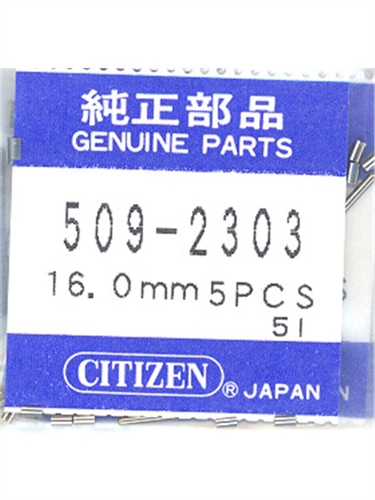 純正部品
GENUINE PARTS
509-2303
16.0mm 5PCS
51
CITIZEN ® JAPAN